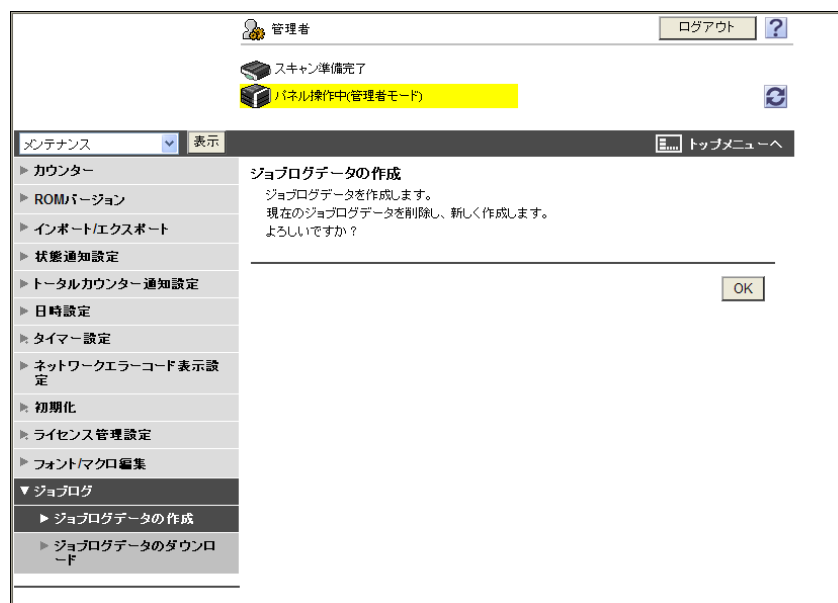 管理者
ログアウト
?
スキャン準備完了
パネル操作中(管理者モード)
メンテナンス
表示
トップメニューへ
カウンター
ROMバージョン
インポート/エクスポート
状態通知設定
トータルカウンター通知設定
日時設定
タイマー設定
ネットワークエラーコード表示設
定
初期化
ライセンス管理設定
フォント/マクロ編集
ジョブログ
ジョブログデータの作成
ジョブログデータのダウンロ
ード
ジョブログデータの作成
ジョブログデータを作成します。
現在のジョブログデータを削除し、新しく作成します。
よろしいですか?
OK